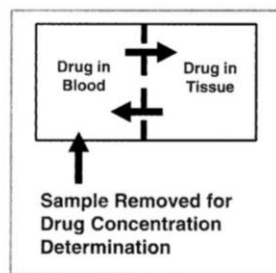 Drug in
Blood
Drug in
Tissue
Sample Removed for
Drug Concentration
Determination